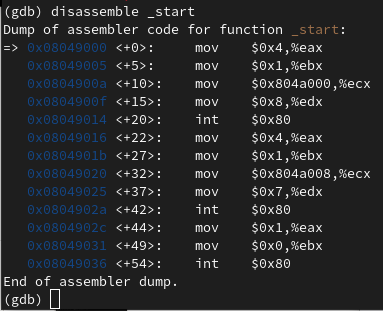 (gdb) disassemble _start
Dump of assembler code for function _start:
=> 0x08049000 <+0>:    mov    $0x4,%eax
   0x08049005 <+5>:    mov    $0x1,%ebx
   0x0804900a <+10>:   mov    $0x804a000,%ecx
   0x0804900f <+15>:   mov    $0x8,%edx
   0x08049014 <+20>:   int    $0x80
   0x08049016 <+22>:   mov    $0x4,%eax
   0x0804901b <+27>:   mov    $0x1,%ebx
   0x08049020 <+32>:   mov    $0x804a008,%ecx
   0x08049025 <+37>:   mov    $0x7,%edx
   0x0804902a <+42>:   int    $0x80
   0x0804902c <+44>:   mov    $0x1,%eax
   0x08049031 <+49>:   mov    $0x0,%ebx
   0x08049036 <+54>:   int    $0x80
End of assembler dump.
(gdb)